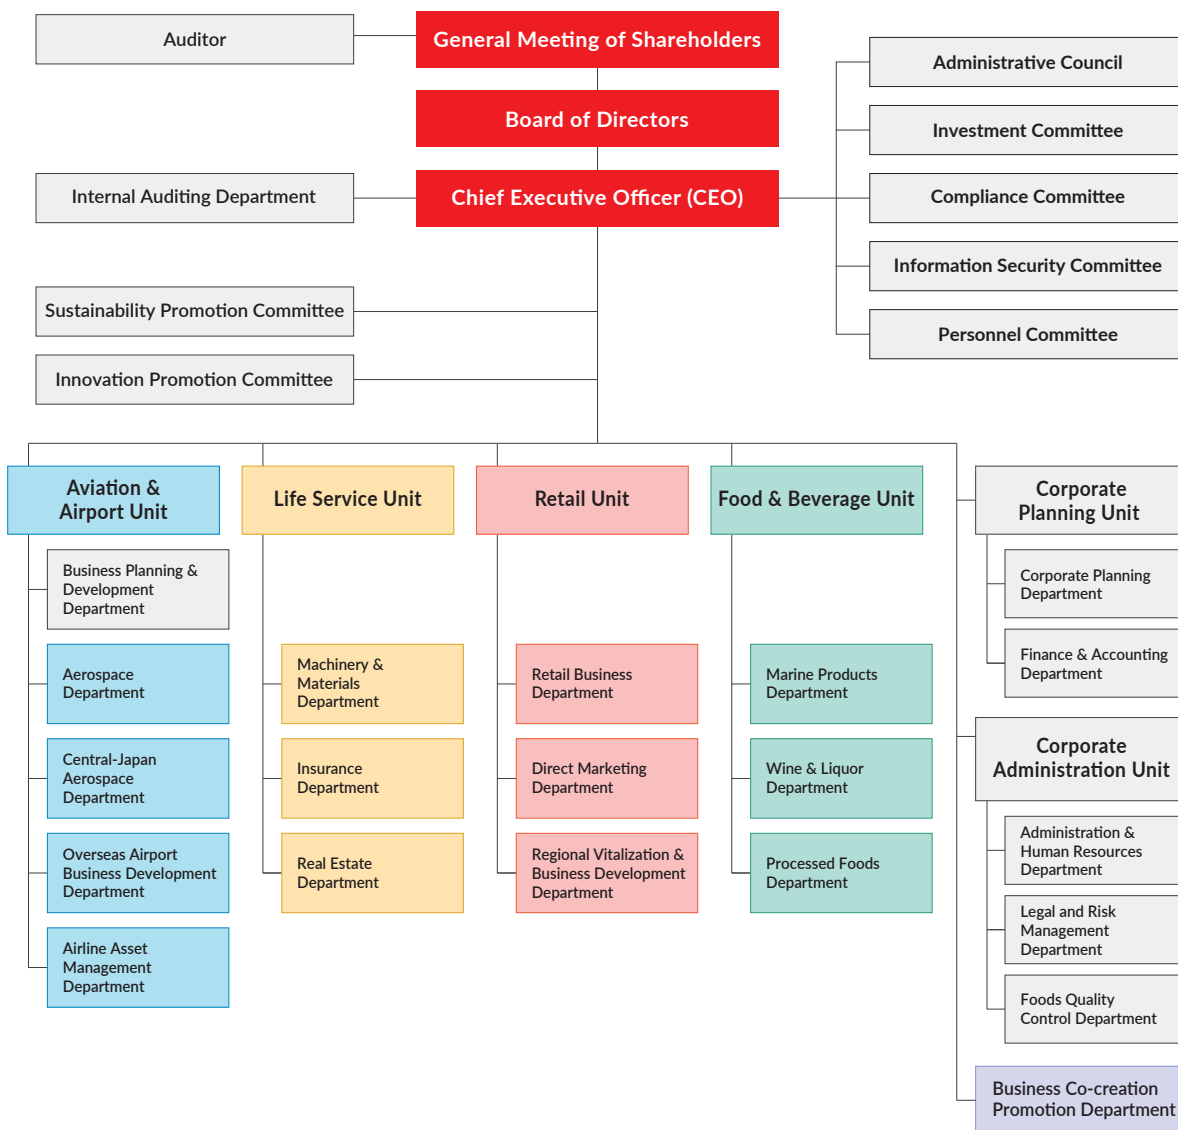 Auditor
General Meeting of Shareholders
Board of Directors
Internal Auditing Department
Chief Executive Officer (CEO)
Administrative Council
Investment Committee
Compliance Committee
Information Security Committee
Personnel Committee
Sustainability Promotion Committee
Innovation Promotion Committee
Aviation &
Airport Unit
Business Planning &
Development
Department
Aerospace
Department
Central-Japan
Aerospace
Department
Overseas Airport
Business Development
Department
Airline Asset
Management
Department
Life Service Unit
Machinery &
Materials
Department
Insurance
Department
Real Estate
Department
Retail Unit
Retail Business
Department
Direct Marketing
Department
Regional Vitalization &
Business Development
Department
Food & Beverage Unit
Marine Products
Department
Wine & Liquor
Department
Processed Foods
Department
Corporate
Planning Unit
Corporate Planning
Department
Finance & Accounting
Department
Corporate
Administration Unit
Administration &
Human Resources
Department
Legal and Risk
Management
Department
Foods Quality
Control Department
Business Co-creation
Promotion Department